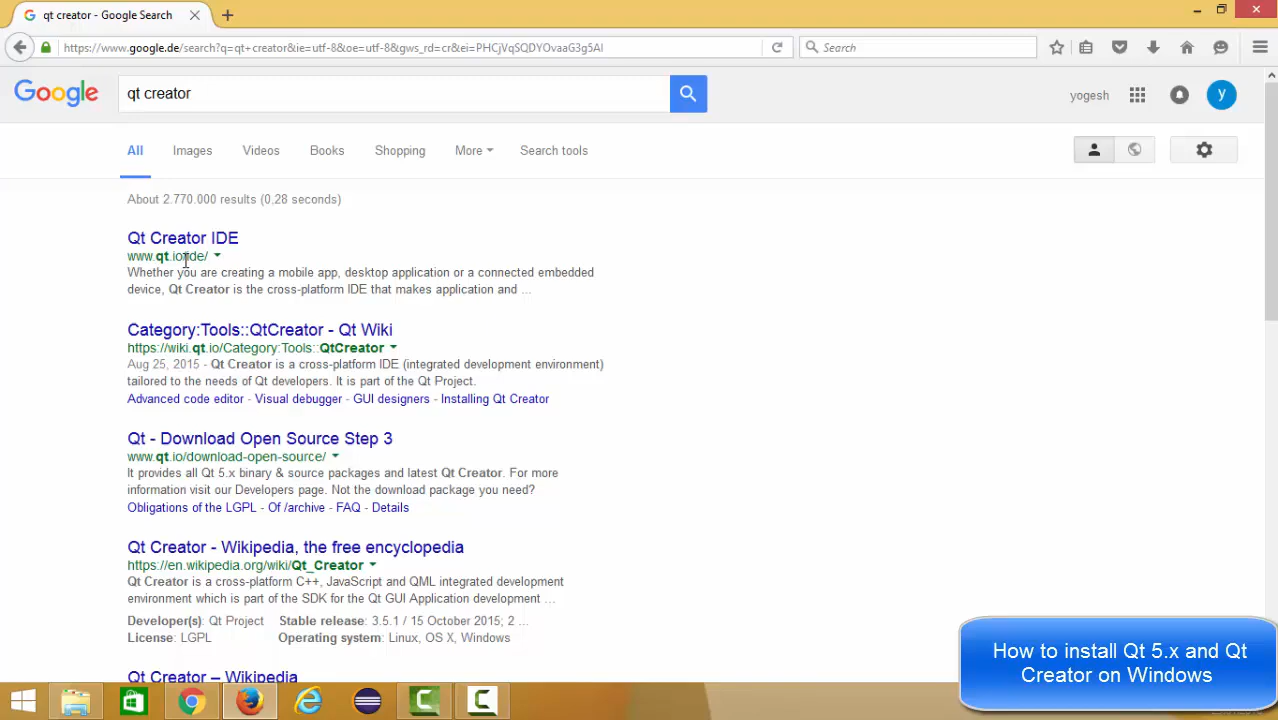 qt creator - Google Search
https://www.google.de/search?q=qt+creator&ie=utf-8&oe=utf-8&gws_rd=cr&ei=PHCjVqSQDYOvaaG3g5AI
Search
Google
qt creator
yogesh
y
All Images Videos Books Shopping More Search tools
About 2.770.000 results (0,28 seconds)
Qt Creator IDE
www.qt.io/ide/
Whether you are creating a mobile app, desktop application or a connected embedded
device, Qt Creator is the cross-platform IDE that makes application and ...
Category:Tools::QtCreator - Qt Wiki
https://wiki.qt.io/Category:Tools::QtCreator
Aug 25, 2015 - Qt Creator is a cross-platform IDE (integrated development environment)
tailored to the needs of Qt developers. It is part of the Qt Project.
Advanced code editor - Visual debugger - GUI designers - Installing Qt Creator
Qt - Download Open Source Step 3
www.qt.io/download-open-source/
It provides all Qt 5.x binary & source packages and latest Qt Creator. For more
information visit our Developers page. Not the download package you need?
Obligations of the LGPL - Of /archive - FAQ - Details
Qt Creator - Wikipedia, the free encyclopedia
https://en.wikipedia.org/wiki/Qt_Creator
Qt Creator is a cross-platform C++, JavaScript and QML integrated development
environment which is part of the SDK for the Qt GUI Application development ...
Developer(s): Qt Project Stable release: 3.5.1 / 15 October 2015; 2 ...
License: LGPL Operating system: Linux, OS X, Windows
Qt Creator – Wikipedia
How to install Qt 5.x and Qt
Creator on Windows